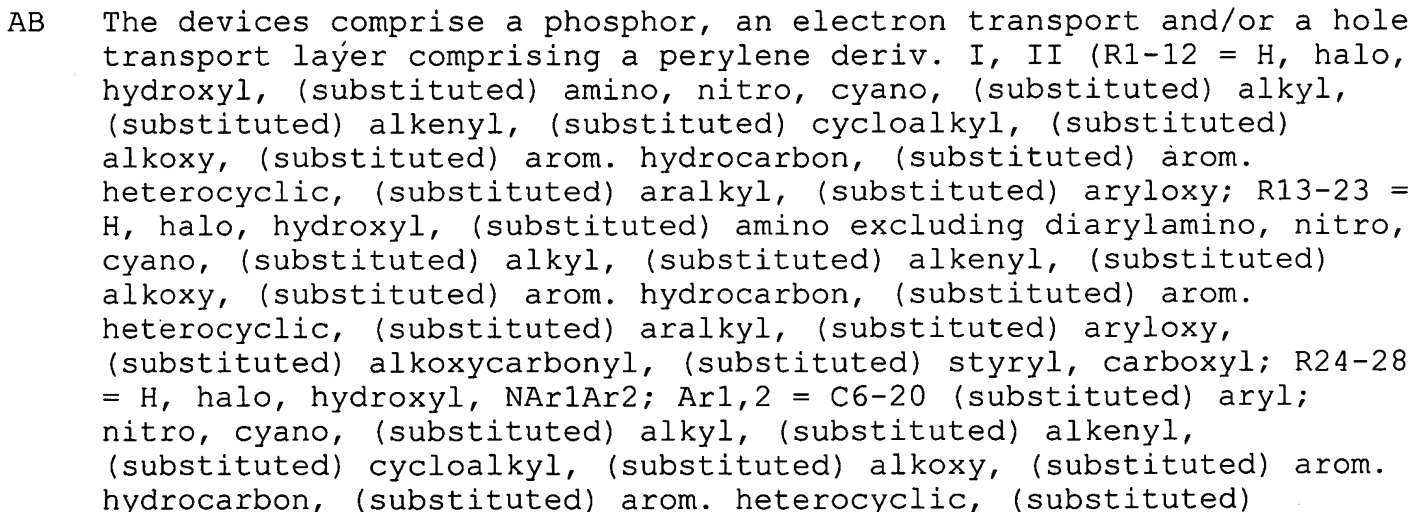 AB The devices comprise a phosphor, an electron transport and/or a hole
transport layer comprising a perylene deriv. I, II (R1-12 = H, halo,
hydroxyl, (substituted) amino, nitro, cyano, (substituted) alkyl,
(substituted) alkenyl, (substituted) cycloalkyl, (substituted)
alkoxy, (substituted) arom. hydrocarbon, (substituted) arom.
heterocyclic, (substituted) aralkyl, (substituted) aryloxy; R13-23 =
H, halo, hydroxyl, (substituted) amino excluding diarylamino, nitro,
cyano, (substituted) alkyl, (substituted) alkenyl, (substituted)
alkoxy, (substituted) arom. hydrocarbon, (substituted) arom.
heterocyclic, (substituted) aralkyl, (substituted) aryloxy,
(substituted) alkoxycarbonyl, (substituted) styryl, carboxyl; R24-28
= H, halo, hydroxyl, NAr1Ar2; Ar1,2 = C6-20 (substituted) aryl;
nitro, cyano, (substituted) alkyl, (substituted) alkenyl,
(substituted) cycloalkyl, (substituted) alkoxy, (substituted) arom.
hydrocarbon, (substituted) arom. heterocyclic, (substituted)